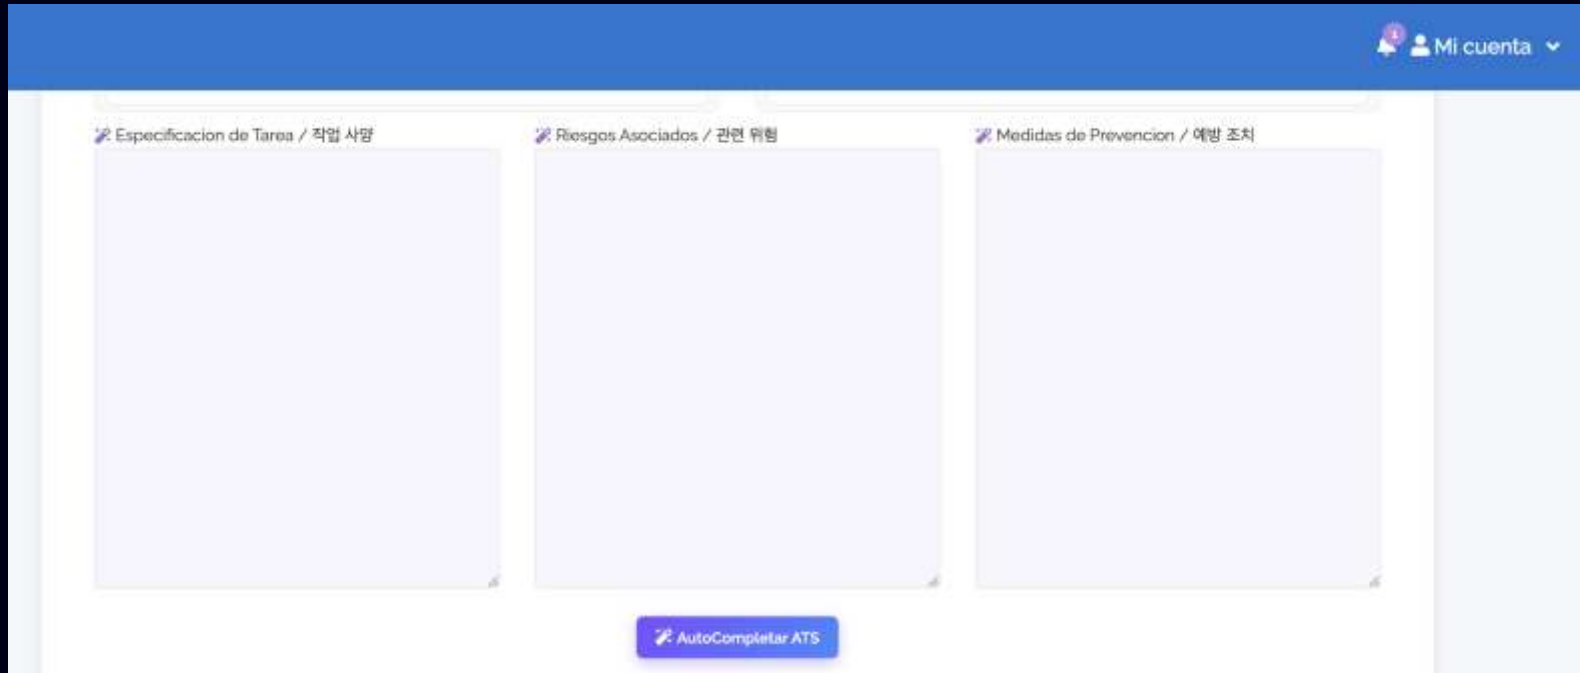 1
Mi cuenta
Especificacion de Tarea / 작업 사양
Riesgos Asociados / 관련 위험
Medidas de Prevencion / 예방 조치
AutoCompletar ATS